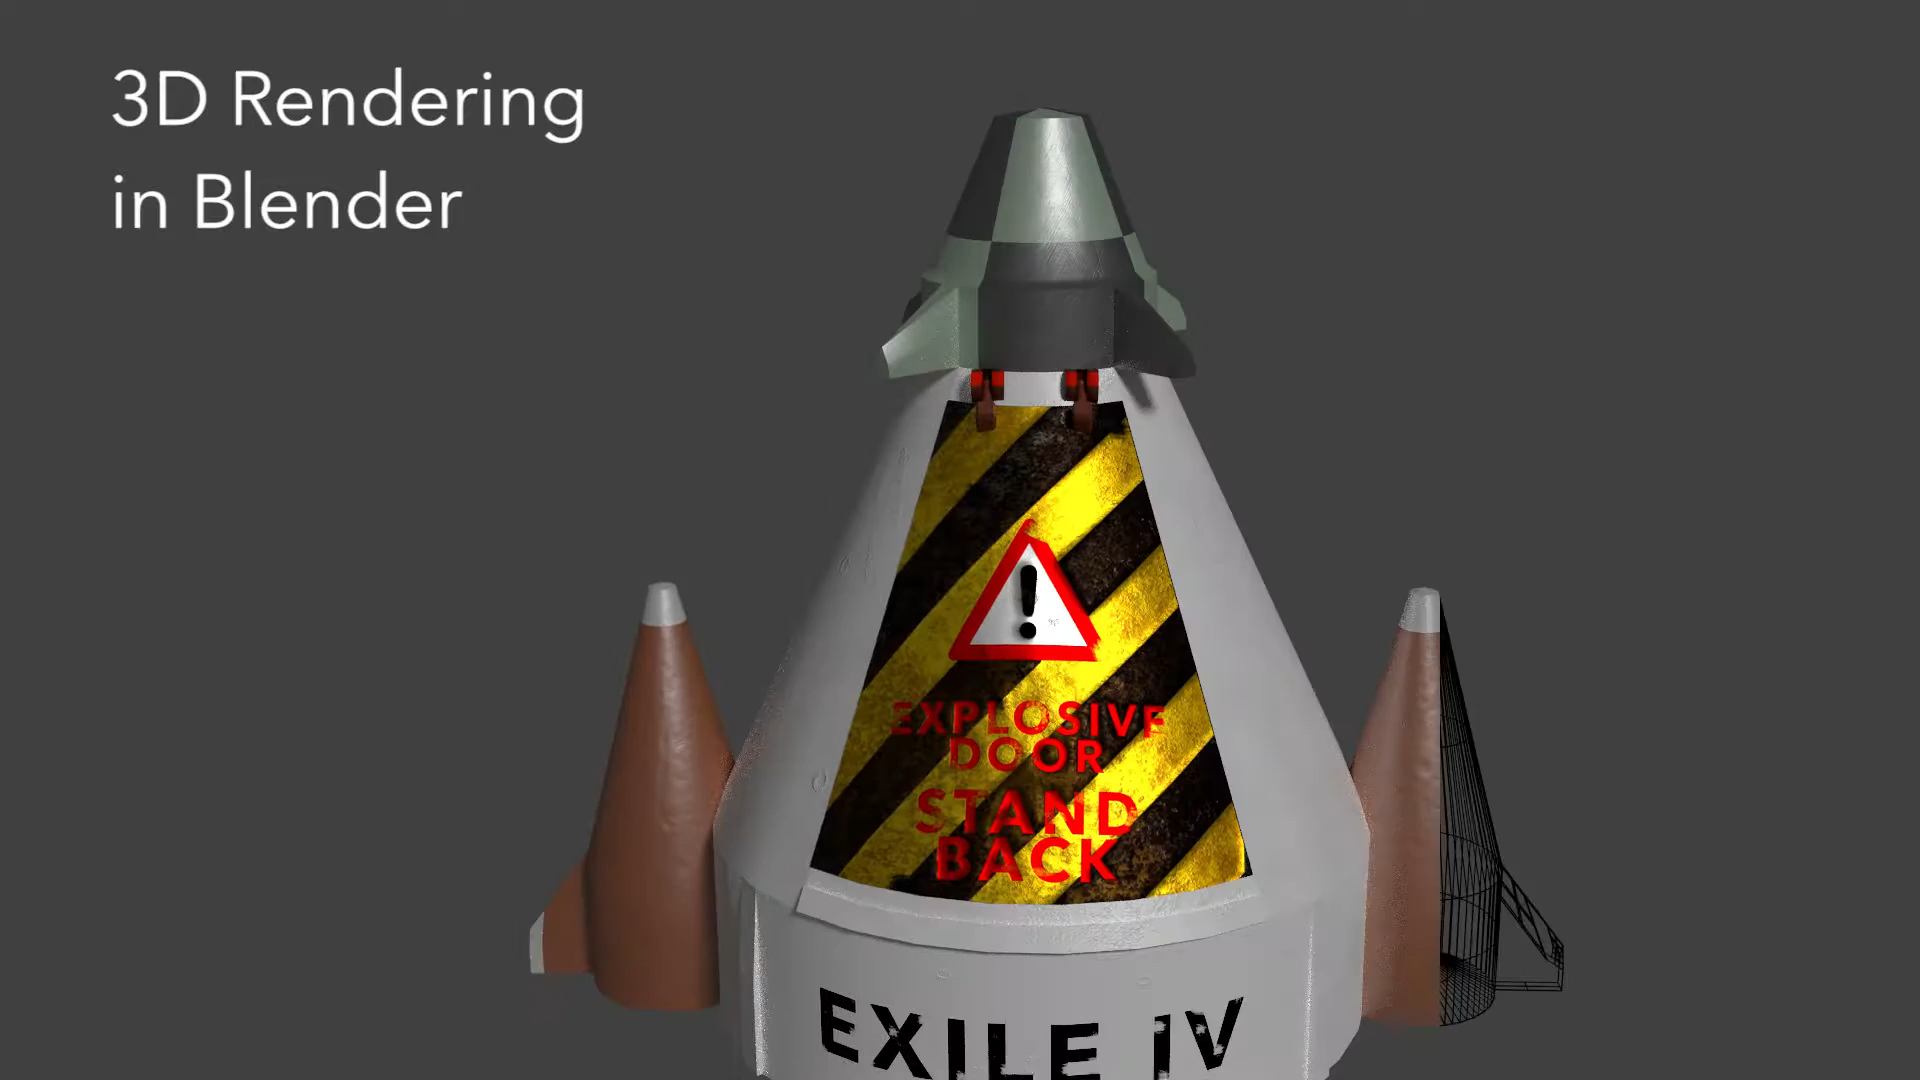 3D Rendering
in Blender
!
EXPLOSIVE
DOOR
STAND
BACK
EXILE IV